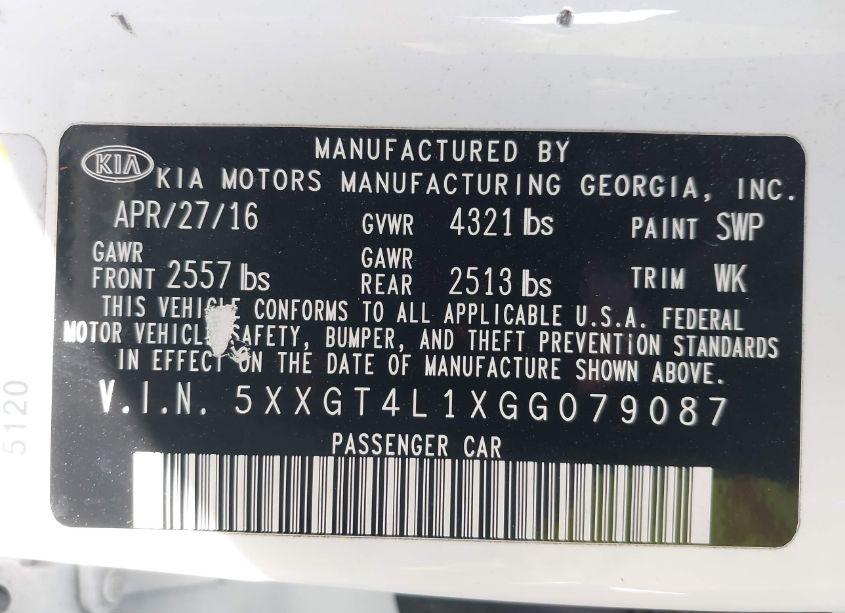 MANUFACTURED BY
KIA KIA MOTORS MANUFACTURING GEORGIA, INC.
APR/27/16 GVWR 4321 lbs PAINT SWP
GAWR FRONT 2557 lbs GAWR REAR 2513 lbs TRIM WK
THIS VEHICLE CONFORMS TO ALL APPLICABLE U.S.A. FEDERAL
MOTOR VEHICLE SAFETY, BUMPER, AND THEFT PREVENTION STANDARDS
IN EFFECT ON THE DATE OF MANUFACTURE SHOWN ABOVE.
V.I.N. 5XXGT4L1XGG079087
PASSENGER CAR
5120